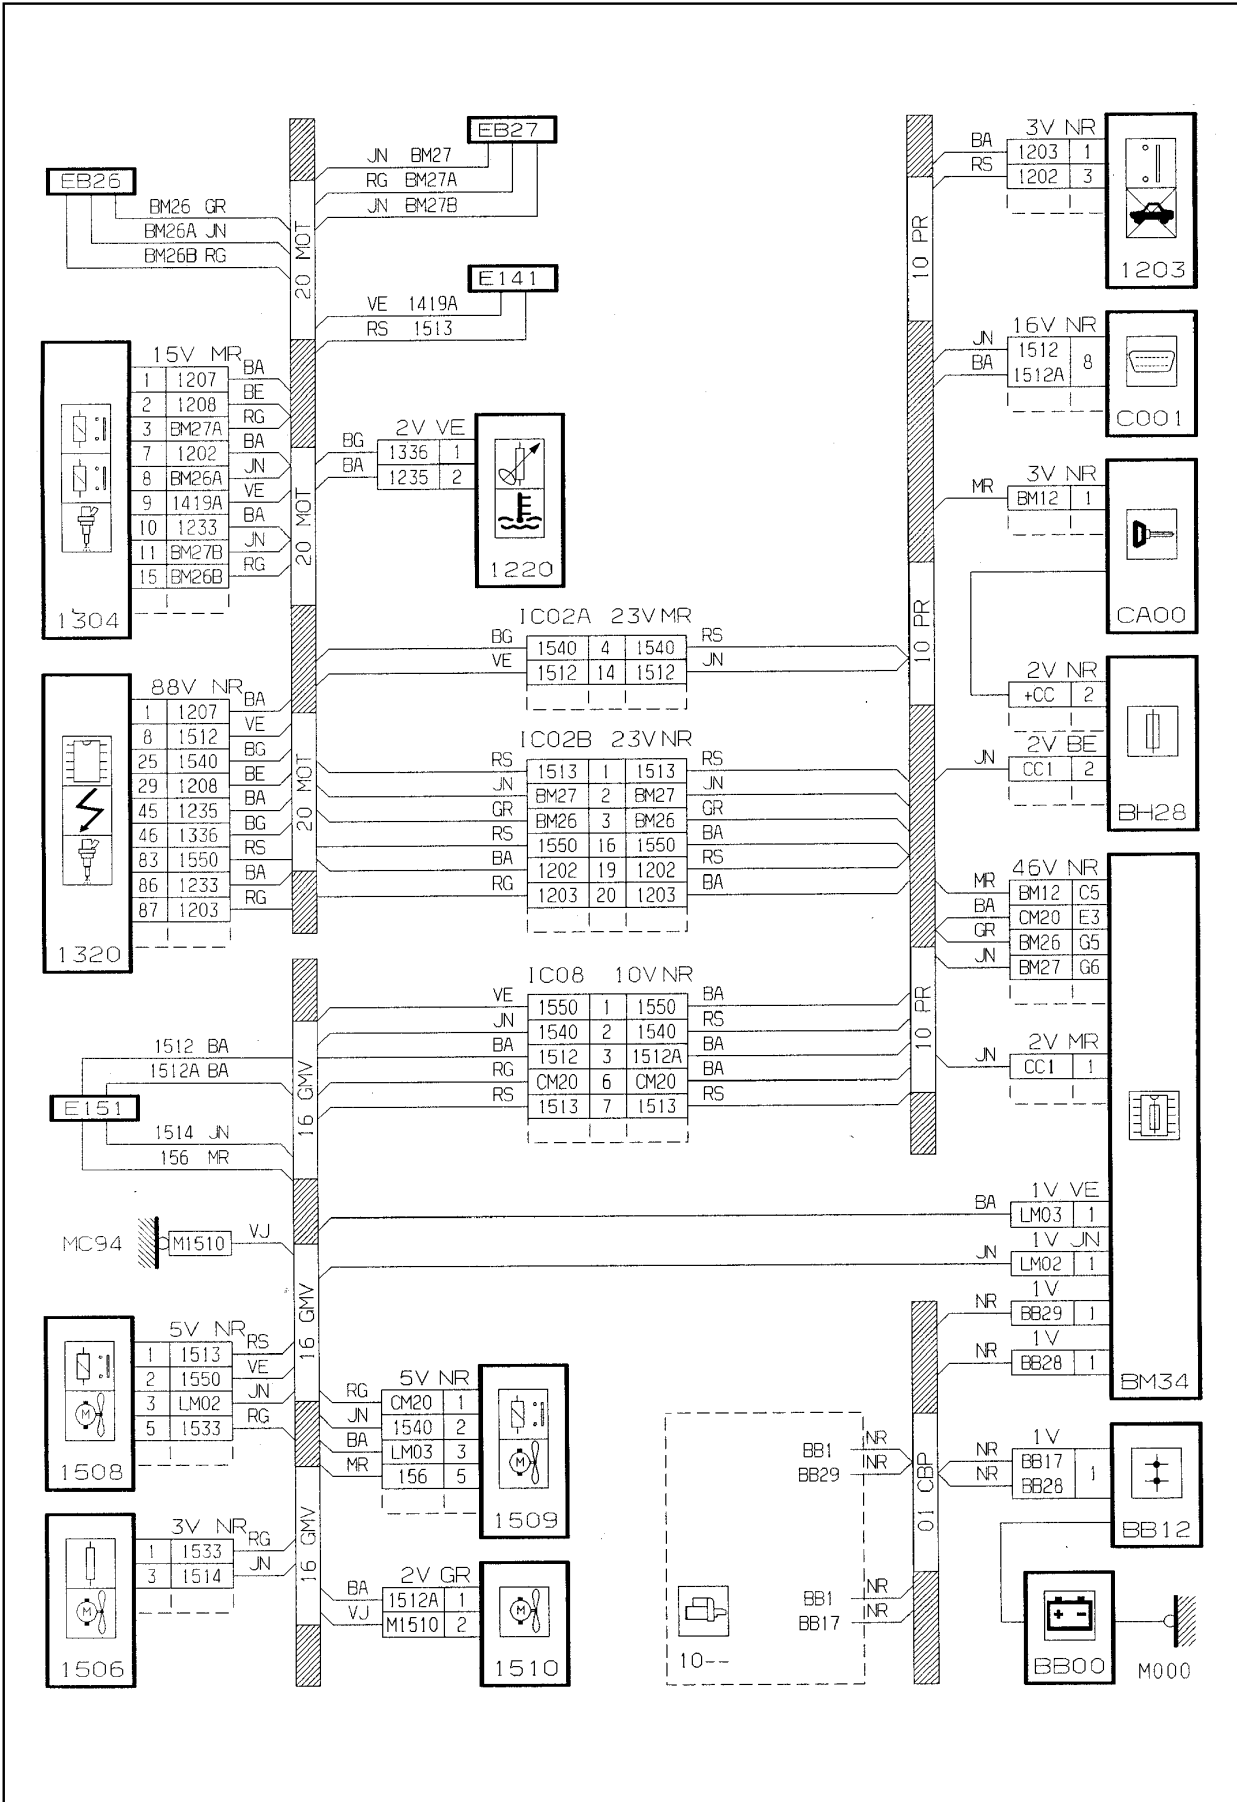 EB26
BM26 GR
BM26A JN
BM26B RG
20 MOT
EB27
JN BM27
RG BM27A
JN BM27B
E141
VE 1419A
RS 1513
15V MR
1 1207 BA
2 1208 BE
3 BM27A RG
7 1202 BA
8 BM26A JN
9 1419A VE
10 1233 BA
11 BM27B JN
15 BM26B RG
1304
20 MOT
2V VE
BG 1336 1
BA 1235 2
1220
88V NR
1 1207 BA
8 1512 VE
25 1540 BG
29 1208 BE
45 1235 BA
46 1336 BG
83 1550 RS
86 1233 BA
87 1203 RG
1320
20 MOT
IC02A 23V MR
BG 1540 4 1540 RS
VE 1512 14 1512 JN
IC02B 23V NR
RS 1513 1 1513 RS
JN BM27 2 BM27 JN
GR BM26 3 BM26 GR
RS 1550 16 1550 BA
BA 1202 19 1202 RS
RG 1203 20 1203 BA
IC08 10V NR
VE 1550 1 1550 BA
JN 1540 2 1540 RS
BA 1512 3 1512A BA
RG CM20 6 CM20 BA
RS 1513 7 1513 RS
10 PR
3V NR
BA 1203 1
RS 1202 3
1203
16V NR
JN 1512
BA 1512A 8
C001
3V NR
MR BM12 1
CA00
10 PR
2V NR
+CC 2
2V BE
JN CC1 2
BH28
46V NR
MR BM12 C5
BA CM20 E3
GR BM26 G5
JN BM27 G6
10 PR
2V MR
JN CC1 1
1V VE
BA LM03 1
1V JN
JN LM02 1
1V
NR BB29 1
1V
NR BB28 1
BM34
1512 BA
1512A BA
E151
1514 JN
156 MR
16 GMV
MC94 M1510 VJ
16 GMV
5V NR
1 1513 RS
2 1550 VE
3 LM02 JN
5 1533 RG
1508
5V NR
RG CM20 1
JN 1540 2
BA LM03 3
MR 156 5
1509
3V NR
1 1533 RG
3 1514 JN
1506
16 GMV
2V GR
BA 1512A 1
VJ M1510 2
M
M
M
M
1510
BB1 NR
BB29 NR
BB1 NR
BB17 NR
10--
01 CBP
1V
NR BB17
NR BB28 1
BB12
+ -
BB00
M000